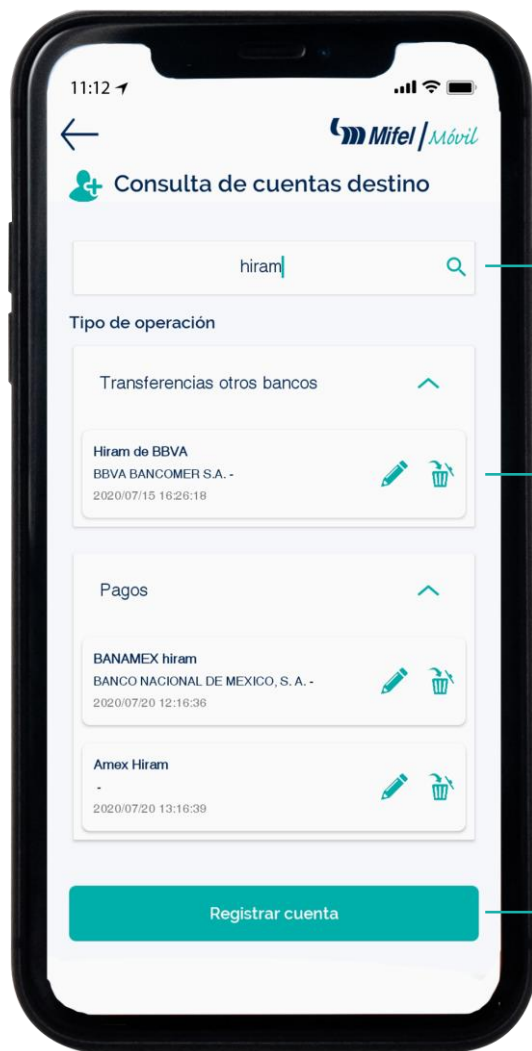 11:12
Mifel | Móvil
Consulta de cuentas destino
hiram
Tipo de operación
Transferencias otros bancos
Hiram de BBVA
BBVA BANCOMER S.A. -
2020/07/15 16:26:18
Pagos
BANAMEX hiram
BANCO NACIONAL DE MEXICO, S. A. -
2020/07/20 12:16:36
Amex Hiram
-
2020/07/20 13:16:39
Registrar cuenta